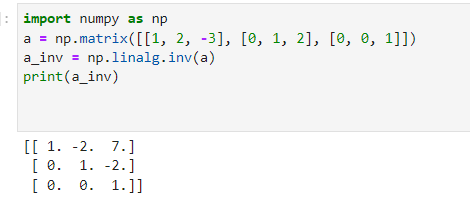 :
import numpy as np
a = np.matrix([[1, 2, -3], [0, 1, 2], [0, 0, 1]])
a_inv = np.linalg.inv(a)
print(a_inv)
[[ 1. -2.  7.]
 [ 0.  1. -2.]
 [ 0.  0.  1.]]